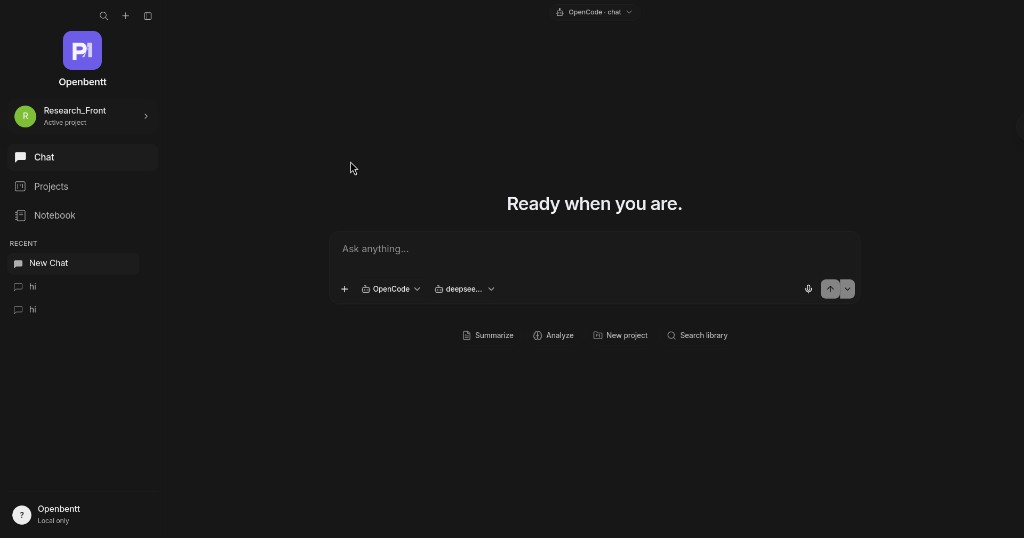 OpenCode · chat
Openbentt
R
Research_Front
Active project
Chat
Projects
Notebook
RECENT
New Chat
hi
hi
Ready when you are.
Ask anything...
OpenCode
deepsee...
Summarize
Analyze
New project
Search library
?
Openbentt
Local only